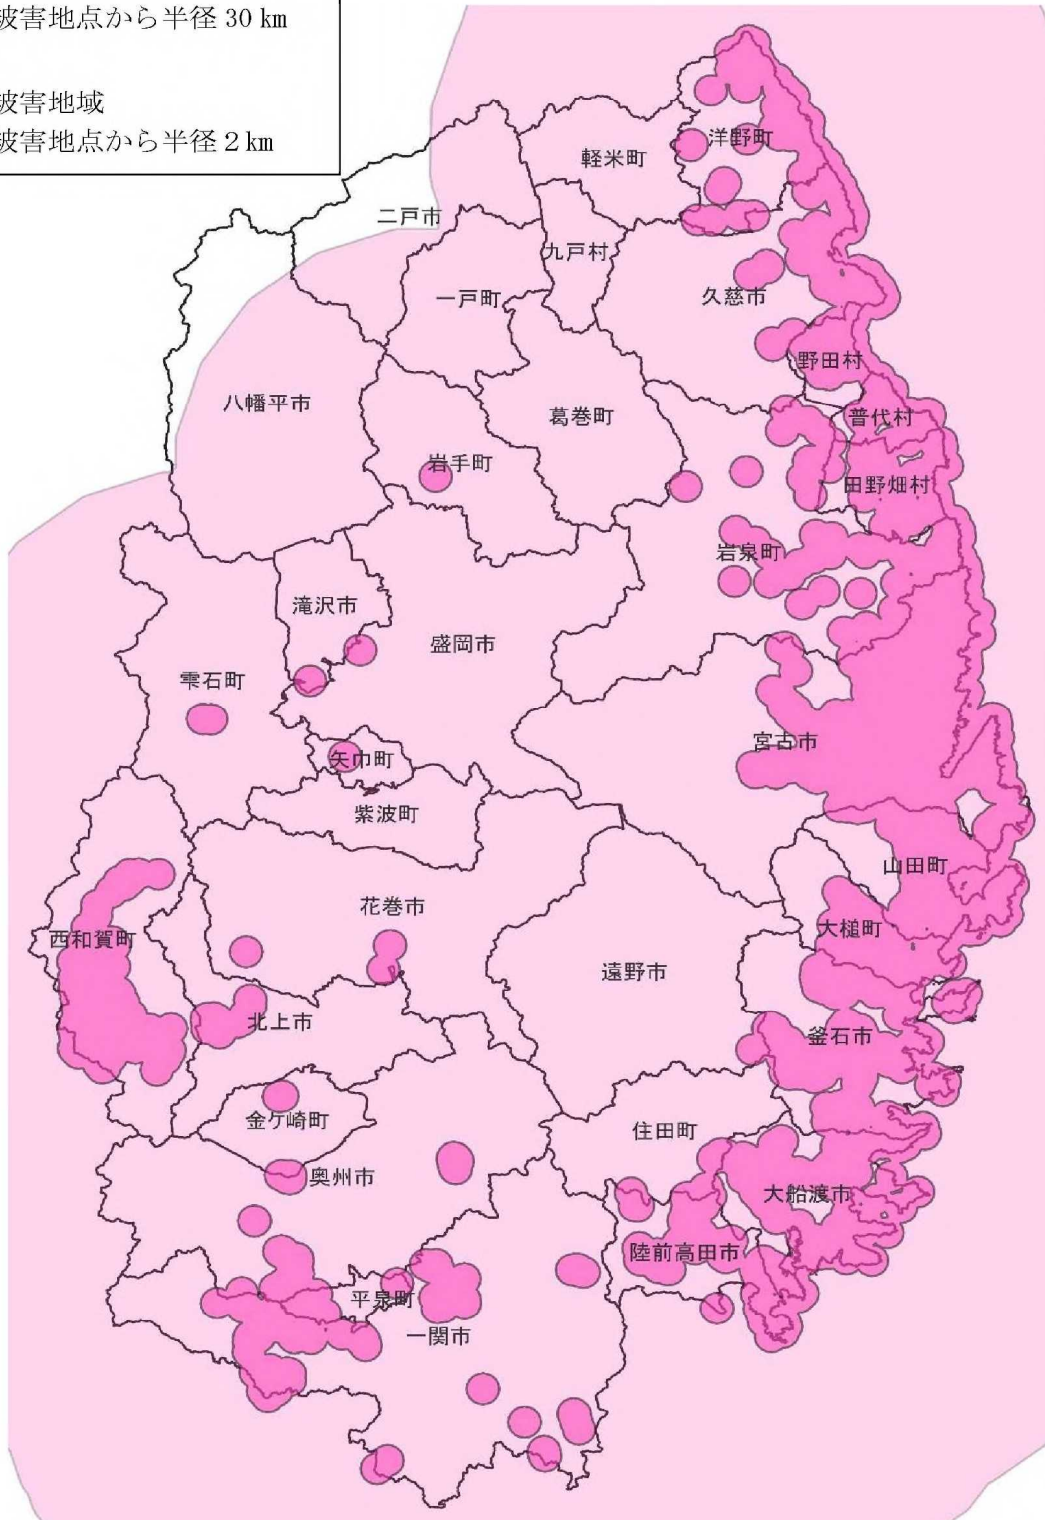 被害地点から半径 30 km
被害地域
被害地点から半径 2 km
洋野町
軽米町
二戸市
九戸村
一戸町
久慈市
野田村
八幡平市
葛巻町
普代村
岩手町
田野畑村
岩泉町
滝沢市
盛岡市
雫石町
宮古市
矢巾町
紫波町
山田町
花巻市
大槌町
西和賀町
遠野市
北上市
釜石市
金ケ崎町
住田町
奥州市
大船渡市
陸前高田市
平泉町
一関市